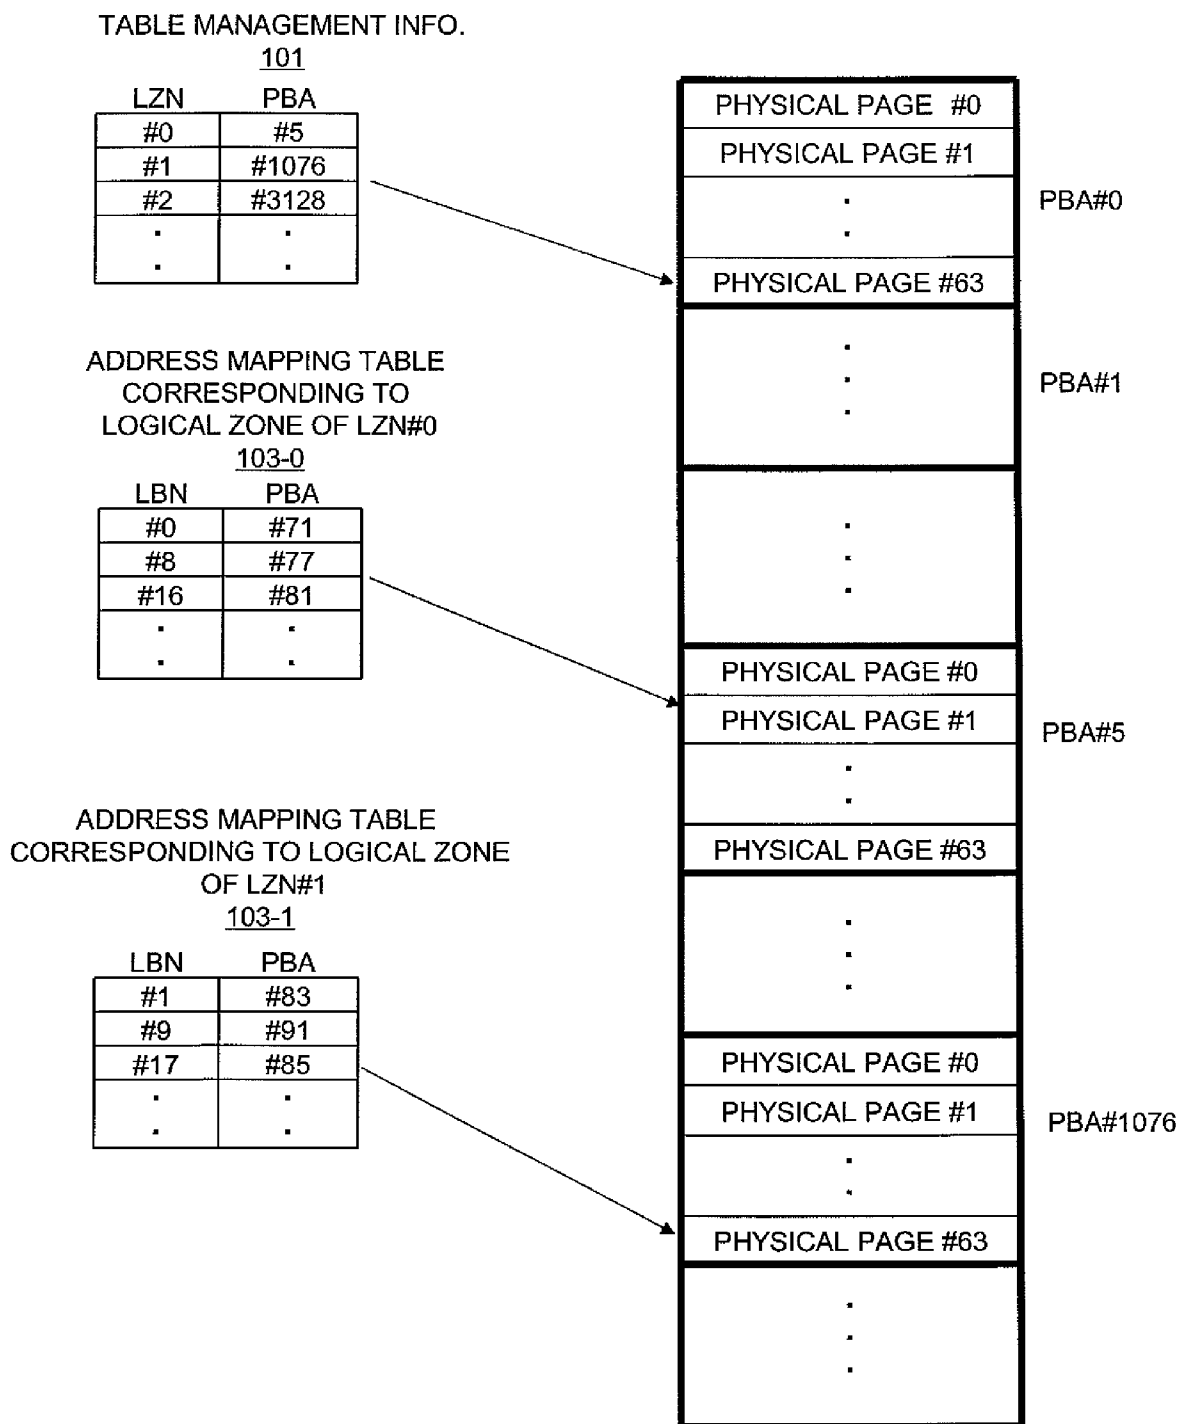 TABLE MANAGEMENT INFO.
101
LZN PBA
#0 #5
#1 #1076
#2 #3128
ADDRESS MAPPING TABLE
CORRESPONDING TO
LOGICAL ZONE OF LZN#0
103-0
LBN PBA
#0 #71
#8 #77
#16 #81
ADDRESS MAPPING TABLE
CORRESPONDING TO LOGICAL ZONE
OF LZN#1
103-1
LBN PBA
#1 #83
#9 #91
#17 #85
PHYSICAL PAGE #0
PHYSICAL PAGE #1
PHYSICAL PAGE #63
PBA#0
PBA#1
PHYSICAL PAGE #0
PHYSICAL PAGE #1
PHYSICAL PAGE #63
PBA#5
PHYSICAL PAGE #0
PHYSICAL PAGE #1
PHYSICAL PAGE #63
PBA#1076